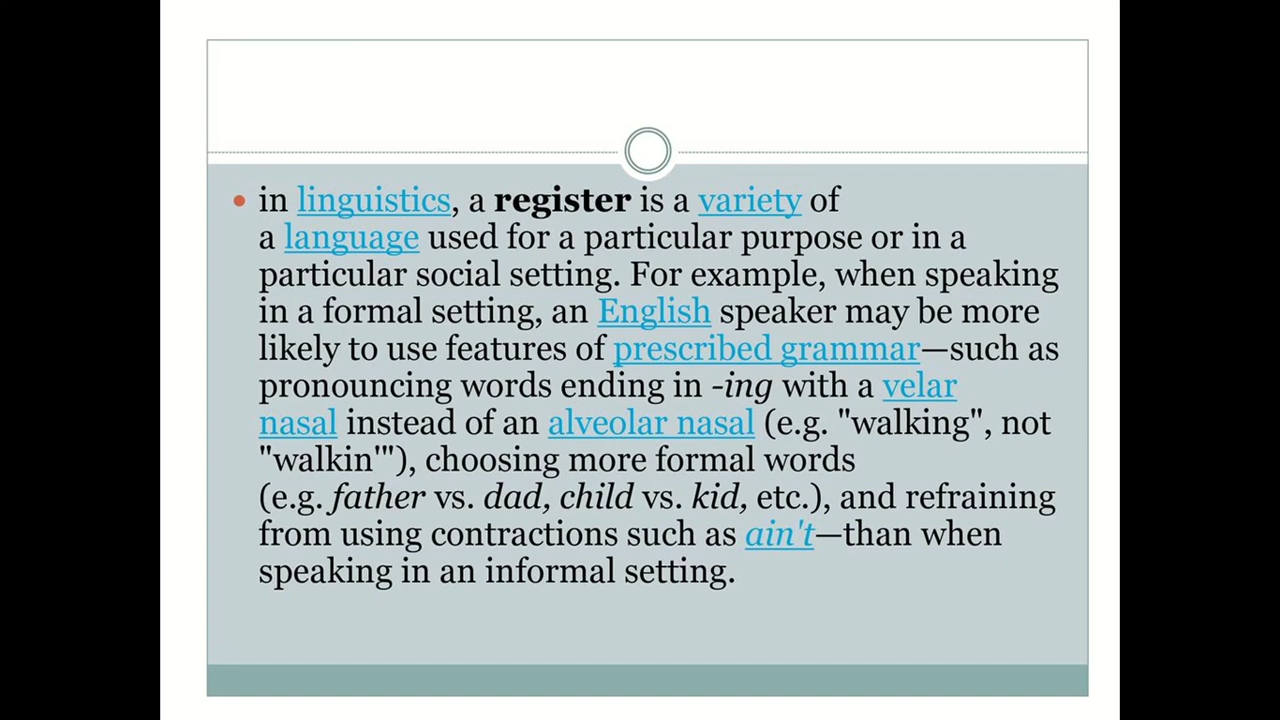 • in linguistics, a register is a variety of
a language used for a particular purpose or in a
particular social setting. For example, when speaking
in a formal setting, an English speaker may be more
likely to use features of prescribed grammar—such as
pronouncing words ending in -ing with a velar
nasal instead of an alveolar nasal (e.g. "walking", not
"walkin'"), choosing more formal words
(e.g. father vs. dad, child vs. kid, etc.), and refraining
from using contractions such as ain't—than when
speaking in an informal setting.